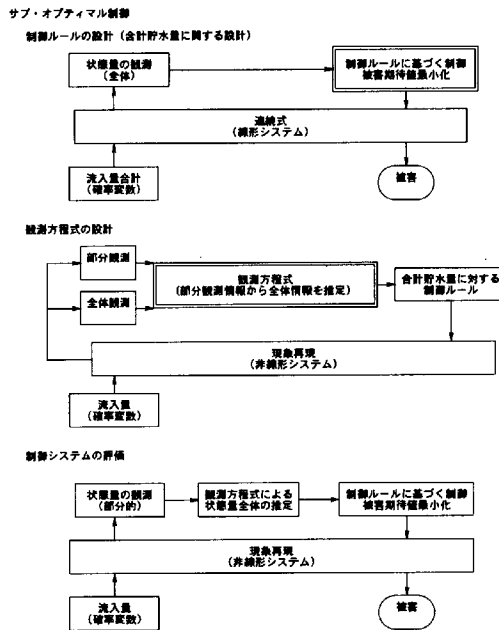 サブ・オプティマル制御
制御ルールの設計（合計貯水量に関する設計）
状態量の観測
（全体）
制御ルールに基づく制御
被害期待値最小化
連続式
（線形システム）
流入量合計
（確率変数）
被害
観測方程式の設計
部分観測
全体観測
観測方程式
（部分観測情報から全体情報を推定）
合計貯水量に対する
制御ルール
現象再現
（非線形システム）
流入量
（確率変数）
制御システムの評価
状態量の観測
（部分的）
観測方程式による
状態量全体の推定
制御ルールに基づく制御
被害期待値最小化
現象再現
（非線形システム）
流入量
（確率変数）
被害